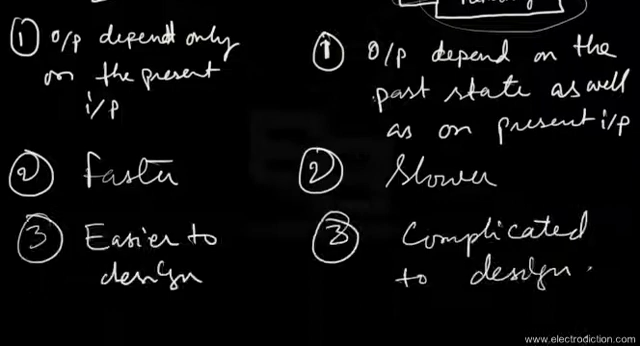 ① O/p depend only
on the present
i/p
② Faster
③ Easier to
design
① O/p depend on the
past state as well
as on present i/p
② Slower
③ Complicated
to design.
www.electrodiction.com